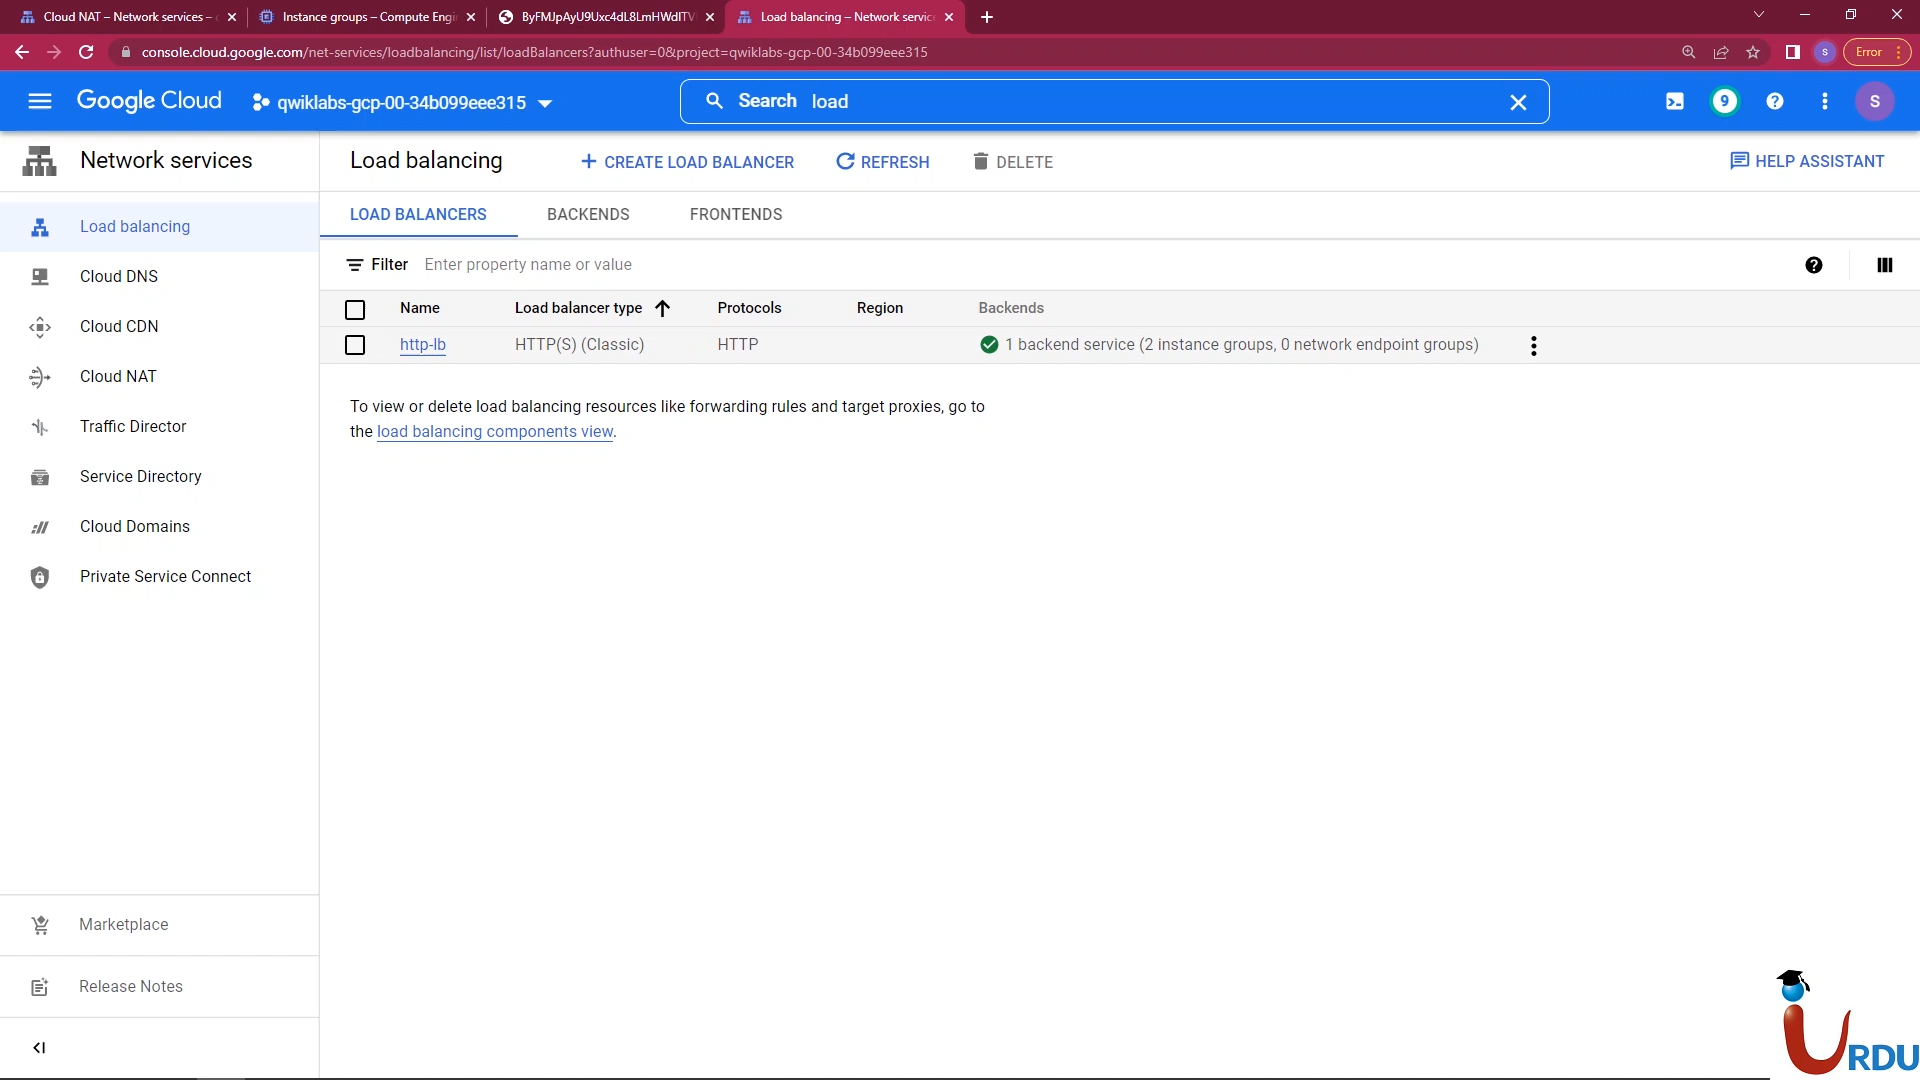 Cloud NAT – Network services –
Instance groups – Compute Engi
ByFMJpAyU9Uxc4dL8LmHWdITV
Load balancing – Network service
console.cloud.google.com/net-services/loadbalancing/list/loadBalancers?authuser=0&project=qwiklabs-gcp-00-34b099eee315
S
Error
Google Cloud
qwiklabs-gcp-00-34b099eee315
Search load
9
S
Network services
Load balancing
CREATE LOAD BALANCER
REFRESH
DELETE
HELP ASSISTANT
Load balancing
Cloud DNS
Cloud CDN
Cloud NAT
Traffic Director
Service Directory
Cloud Domains
Private Service Connect
Marketplace
Release Notes
LOAD BALANCERS
BACKENDS
FRONTENDS
Filter Enter property name or value
Name Load balancer type Protocols Region Backends
http-lb HTTP(S) (Classic) HTTP 1 backend service (2 instance groups, 0 network endpoint groups)
To view or delete load balancing resources like forwarding rules and target proxies, go to
the load balancing components view.
iURDU